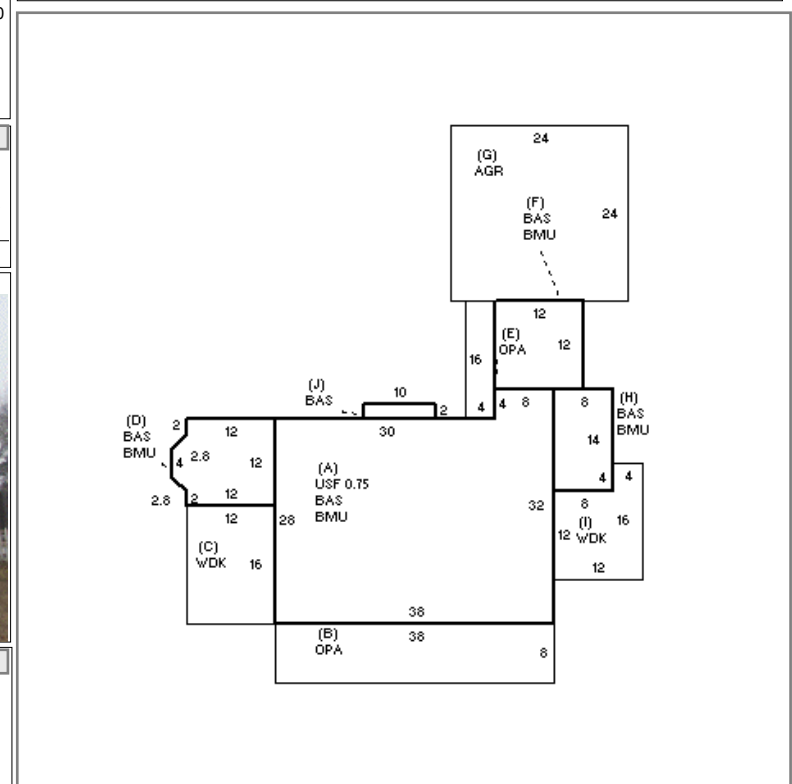 0
24
(G)
AGR
(F)
BAS
BMU
24
12
(E)
OPA
12
16
(J)
BAS
10
2
4
4
8
8
(H)
BAS
BMU
(D)
BAS
BMU
2
12
30
14
4
2.8
12
(A)
USF 0.75
BAS
BMU
4
4
2.8
2
12
12
28
32
8
(I)
WDK
12
16
(C)
WDK
16
12
38
(B)
OPA
38
8